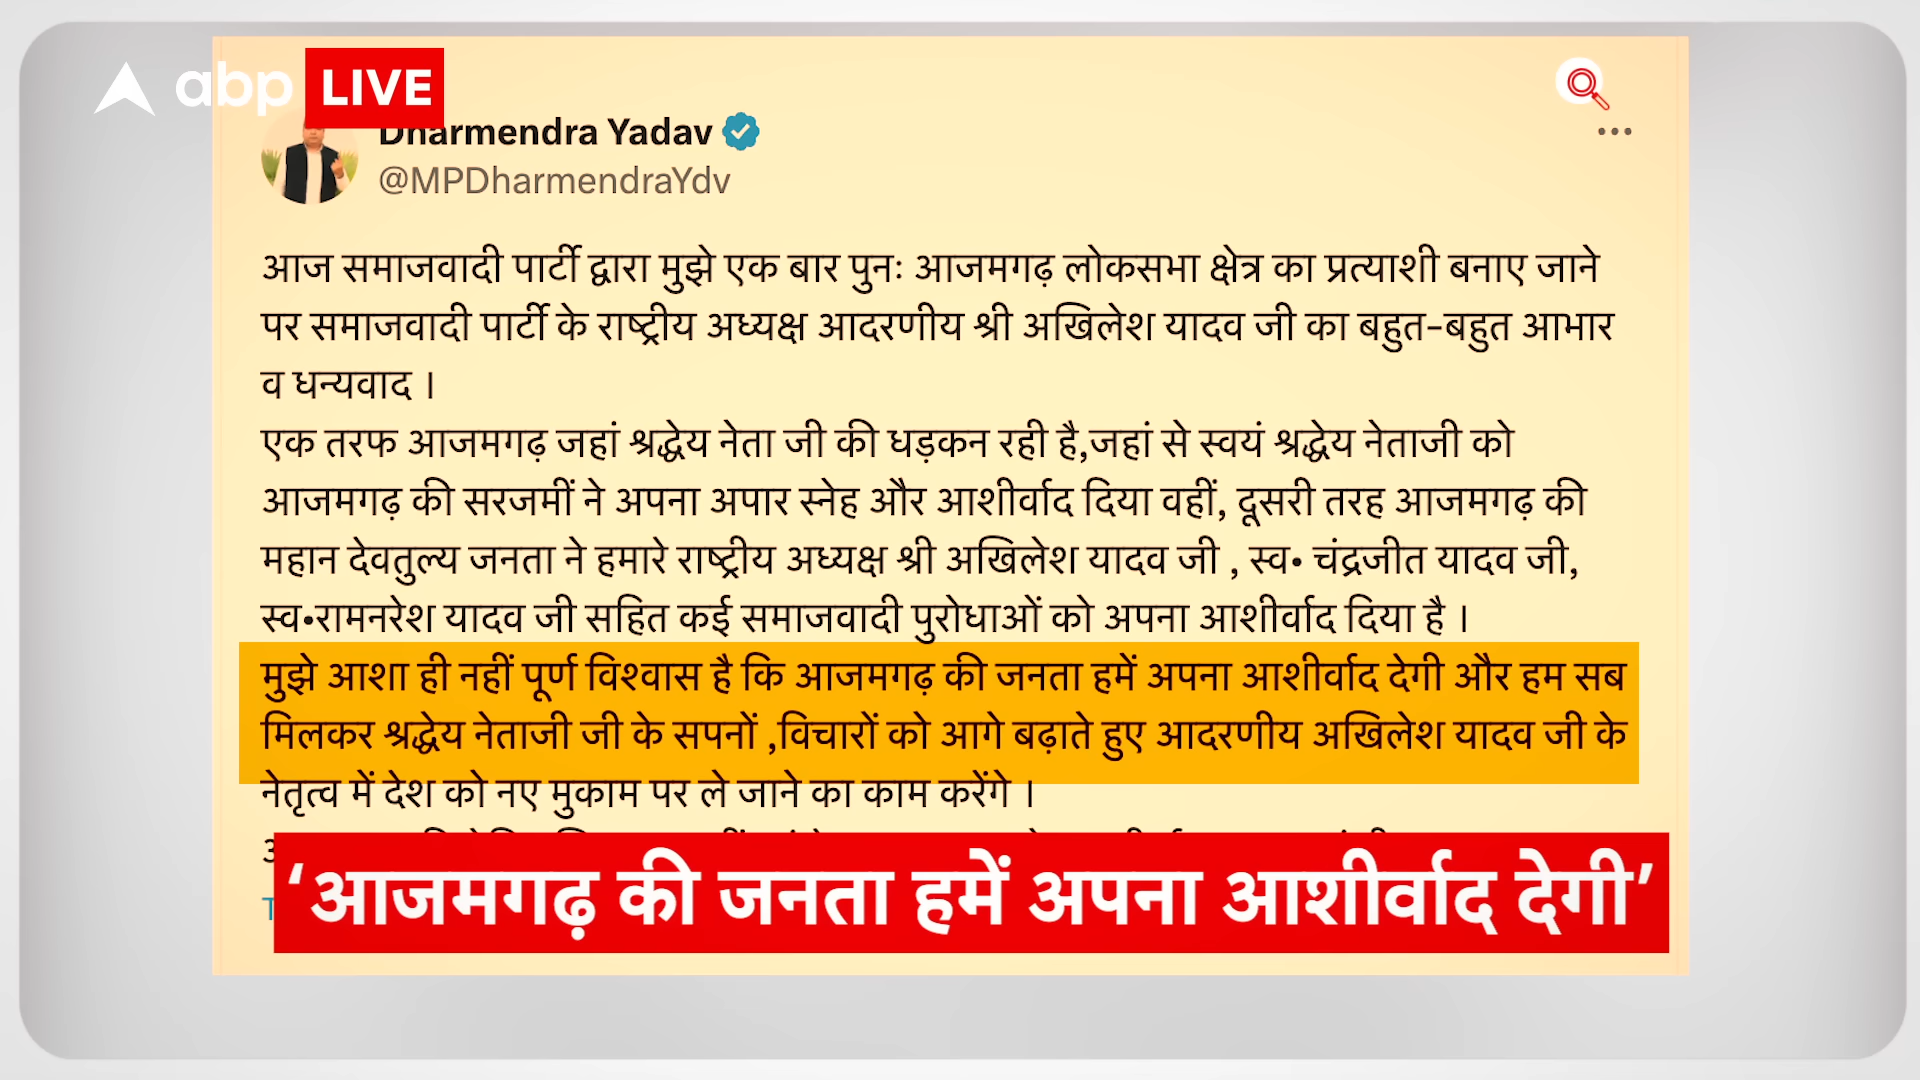 abp LIVE
Dharmendra Yadav
@MPDharmendraYdv
आज समाजवादी पार्टी द्वारा मुझे एक बार पुनः आजमगढ़ लोकसभा क्षेत्र का प्रत्याशी बनाए जाने
पर समाजवादी पार्टी के राष्ट्रीय अध्यक्ष आदरणीय श्री अखिलेश यादव जी का बहुत-बहुत आभार
व धन्यवाद ।
एक तरफ आजमगढ़ जहां श्रद्धेय नेता जी की धड़कन रही है,जहां से स्वयं श्रद्धेय नेताजी को
आजमगढ़ की सरजमीं ने अपना अपार स्नेह और आशीर्वाद दिया वहीं, दूसरी तरह आजमगढ़ की
महान देवतुल्य जनता ने हमारे राष्ट्रीय अध्यक्ष श्री अखिलेश यादव जी , स्व• चंद्रजीत यादव जी,
स्व•रामनरेश यादव जी सहित कई समाजवादी पुरोधाओं को अपना आशीर्वाद दिया है ।
मुझे आशा ही नहीं पूर्ण विश्वास है कि आजमगढ़ की जनता हमें अपना आशीर्वाद देगी और हम सब
मिलकर श्रद्धेय नेताजी जी के सपनों ,विचारों को आगे बढ़ाते हुए आदरणीय अखिलेश यादव जी के
नेतृत्व में देश को नए मुकाम पर ले जाने का काम करेंगे ।
‘आजमगढ़ की जनता हमें अपना आशीर्वाद देगी’